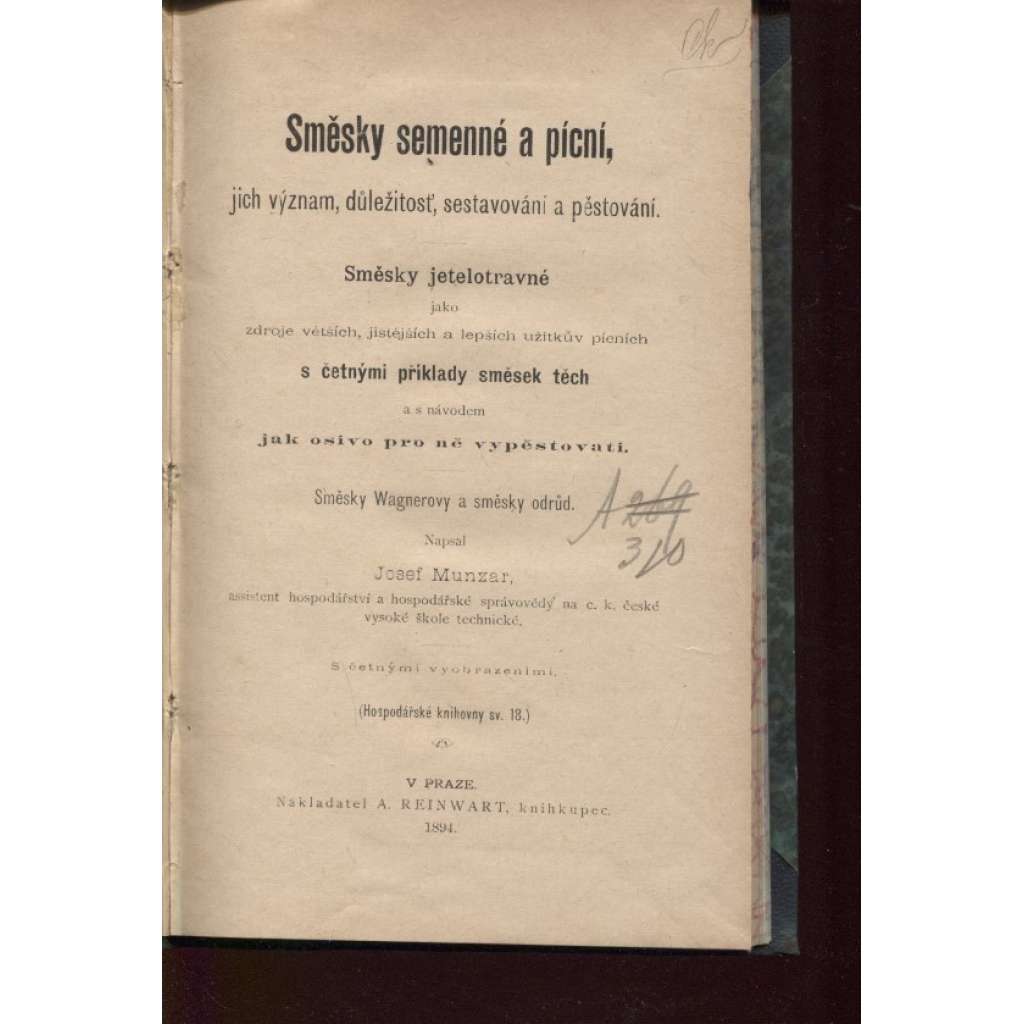 Směsky semenné a pícní,
jich význam, důležitosť, sestavování a pěstování.
Směsky jetelotravné
jako
zdroje větších, jistějších a lepších užitkův pícních
s četnými příklady směsek těch
a s návodem
jak osivo pro ně vypěstovati.
Směsky Wagnerovy a směsky odrůd.
A 269
310
Napsal
Josef Munzar,
assistent hospodářství a hospodářské správovědy na c. k. české
vysoké škole technické.
S četnými vyobrazeními.
(Hospodářské knihovny sv. 18.)
V PRAZE.
Nakladatel A. REINWART, knihkupec.
1894.